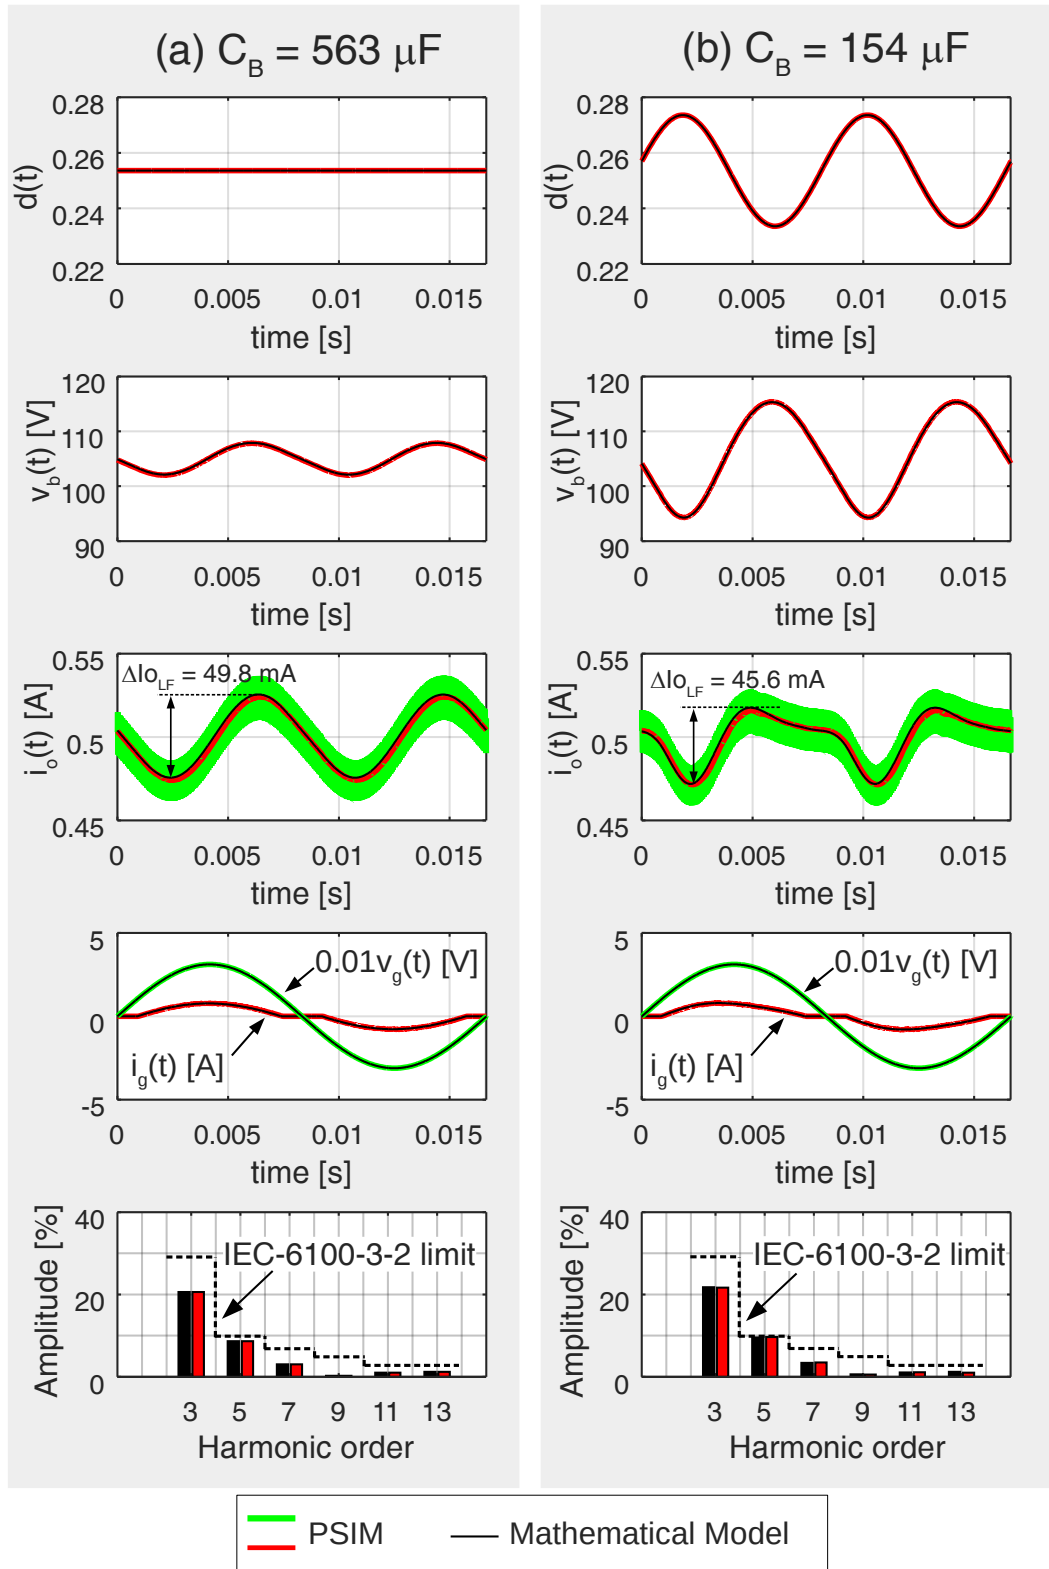 (a) C_B = 563 μF
0.28
0.26
0.24
0.22
d(t)
0
0.005
0.01
0.015
time [s]
120
110
100
90
v_b(t) [V]
0
0.005
0.01
0.015
time [s]
0.55
0.5
0.45
i_o(t) [A]
ΔIo_LF = 49.8 mA
0
0.005
0.01
0.015
time [s]
5
0
-5
0.01v_g(t) [V]
i_g(t) [A]
0
0.005
0.01
0.015
time [s]
40
20
0
Amplitude [%]
IEC-6100-3-2 limit
3
5
7
9
11
13
Harmonic order
(b) C_B = 154 μF
0.28
0.26
0.24
0.22
d(t)
0
0.005
0.01
0.015
time [s]
120
110
100
90
v_b(t) [V]
0
0.005
0.01
0.015
time [s]
0.55
0.5
0.45
i_o(t) [A]
ΔIo_LF = 45.6 mA
0
0.005
0.01
0.015
time [s]
5
0
-5
0.01v_g(t) [V]
i_g(t) [A]
0
0.005
0.01
0.015
time [s]
40
20
0
Amplitude [%]
IEC-6100-3-2 limit
3
5
7
9
11
13
Harmonic order
PSIM
Mathematical Model